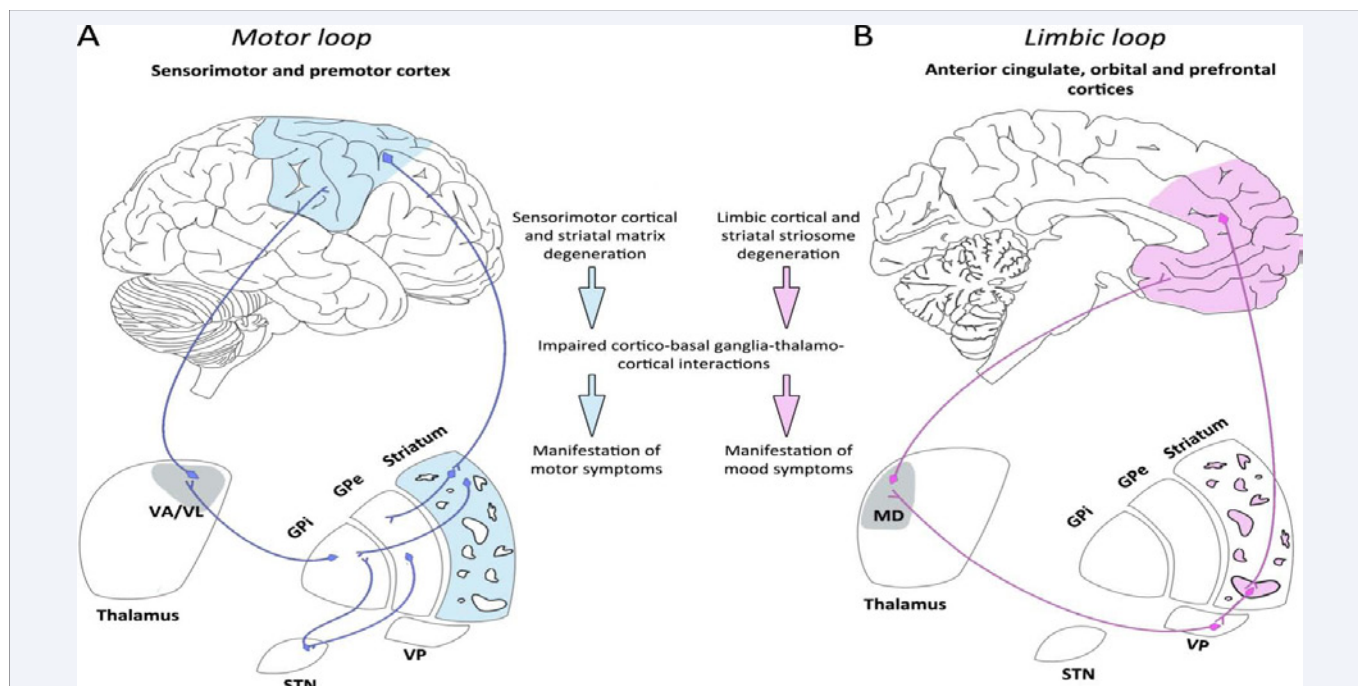 A
Motor loop
Sensorimotor and premotor cortex
B
Limbic loop
Anterior cingulate, orbital and prefrontal
cortices
Sensorimotor cortical
and striatal matrix
degeneration
Limbic cortical and
striatal striosome
degeneration
Impaired cortico-basal ganglia-thalamo-
cortical interactions
Manifestation of
motor symptoms
Manifestation of
mood symptoms
VA/VL
Thalamus
GPi
GPe
Striatum
VP
STN
MD
Thalamus
GPi
GPe
Striatum
VP
STN